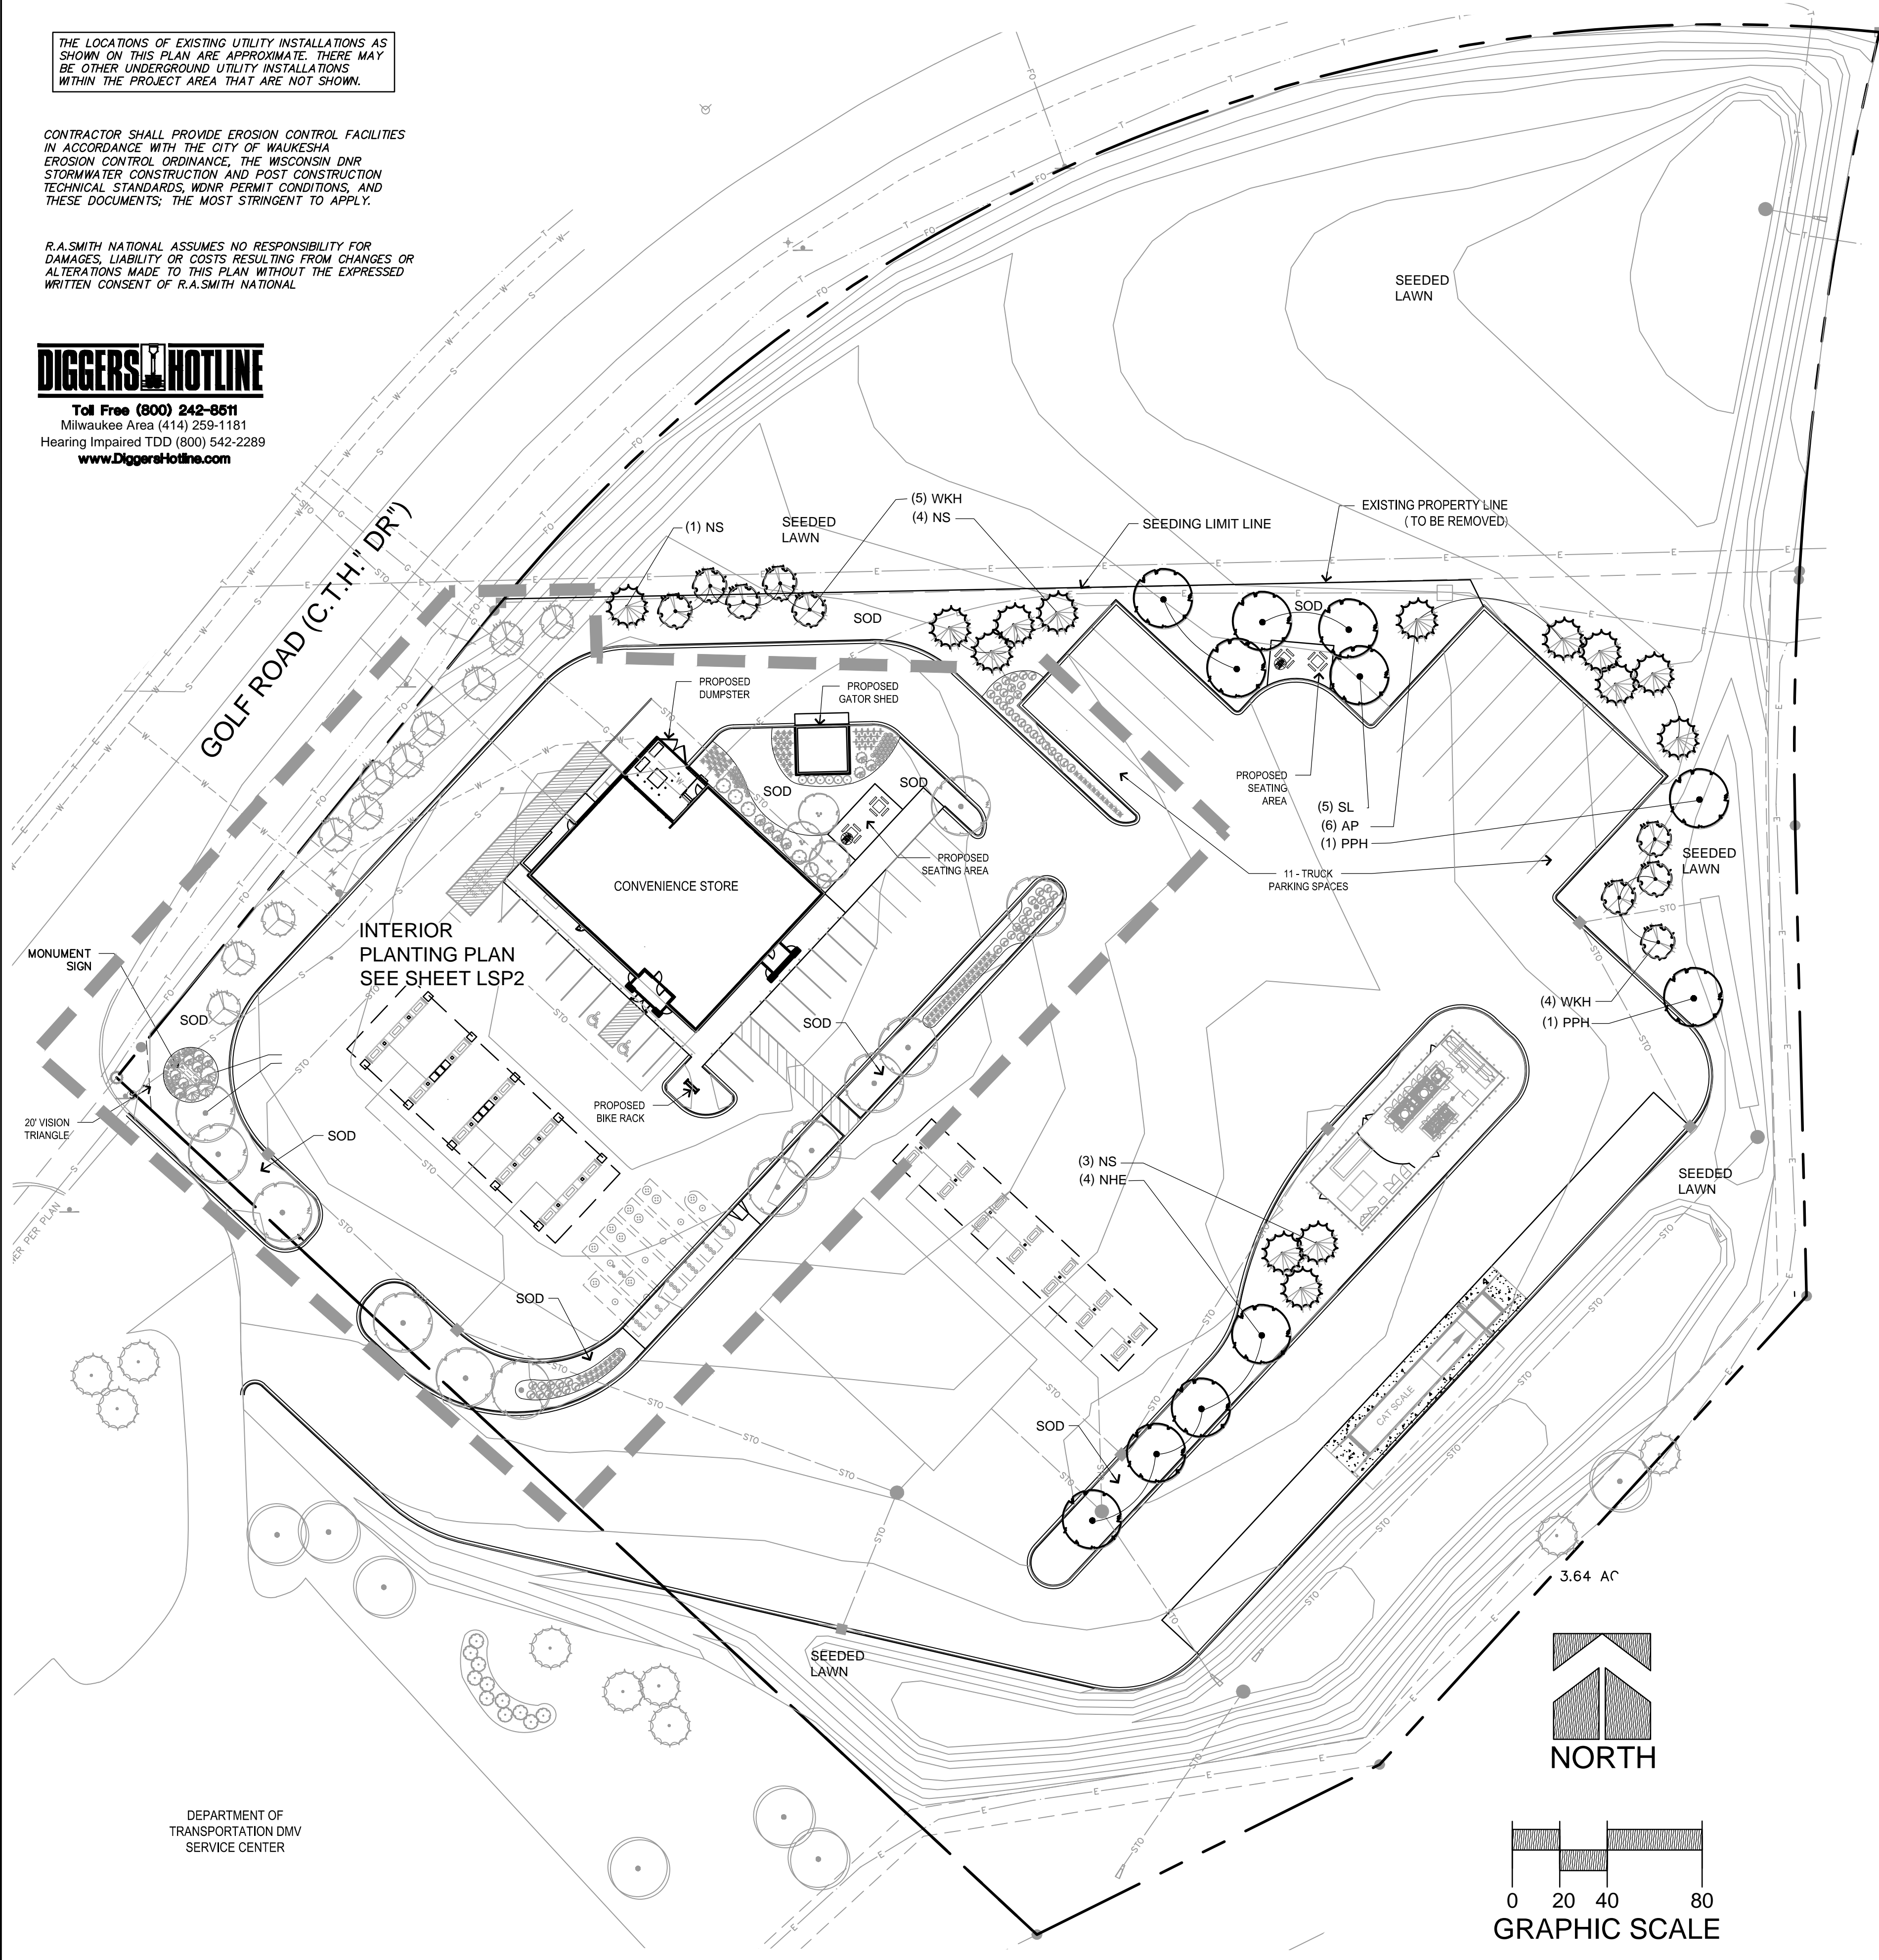 THE LOCATIONS OF EXISTING UTILITY INSTALLATIONS AS
SHOWN ON THIS PLAN ARE APPROXIMATE. THERE MAY
BE OTHER UNDERGROUND UTILITY INSTALLATIONS
WITHIN THE PROJECT AREA THAT ARE NOT SHOWN.
CONTRACTOR SHALL PROVIDE EROSION CONTROL FACILITIES
IN ACCORDANCE WITH THE CITY OF WAUKESHA
EROSION CONTROL ORDINANCE, THE WISCONSIN DNR
STORMWATER CONSTRUCTION AND POST CONSTRUCTION
TECHNICAL STANDARDS, WDNR PERMIT CONDITIONS, AND
THESE DOCUMENTS; THE MOST STRINGENT TO APPLY.
R.A.SMITH NATIONAL ASSUMES NO RESPONSIBILITY FOR
DAMAGES, LIABILITY OR COSTS RESULTING FROM CHANGES OR
ALTERATIONS MADE TO THIS PLAN WITHOUT THE EXPRESSED
WRITTEN CONSENT OF R.A.SMITH NATIONAL
DIGGERS HOTLINE
Toll Free (800) 242-8511
Milwaukee Area (414) 259-1181
Hearing Impaired TDD (800) 542-2289
www.DiggersHotline.com
GOLF ROAD (C.T.H." DR")
SEEDED
LAWN
(1) NS
SEEDED
LAWN
(5) WKH
(4) NS
SEEDING LIMIT LINE
EXISTING PROPERTY LINE
( TO BE REMOVED)
SOD
SOD
PROPOSED
DUMPSTER
PROPOSED
GATOR SHED
SOD
SOD
PROPOSED
SEATING
AREA
(5) SL
(6) AP
(1) PPH
PROPOSED
SEATING AREA
11 - TRUCK
PARKING SPACES
SEEDED
LAWN
CONVENIENCE STORE
INTERIOR
PLANTING PLAN
SEE SHEET LSP2
MONUMENT
SIGN
SOD
SOD
(4) WKH
(1) PPH
20' VISION
TRIANGLE
SOD
PROPOSED
BIKE RACK
(3) NS
(4) NHE
SEEDED
LAWN
ER PER PLAN
SOD
CAT SCALE
SOD
3.64 AC
SEEDED
LAWN
NORTH
DEPARTMENT OF
TRANSPORTATION DMV
SERVICE CENTER
0 20 40 80
GRAPHIC SCALE